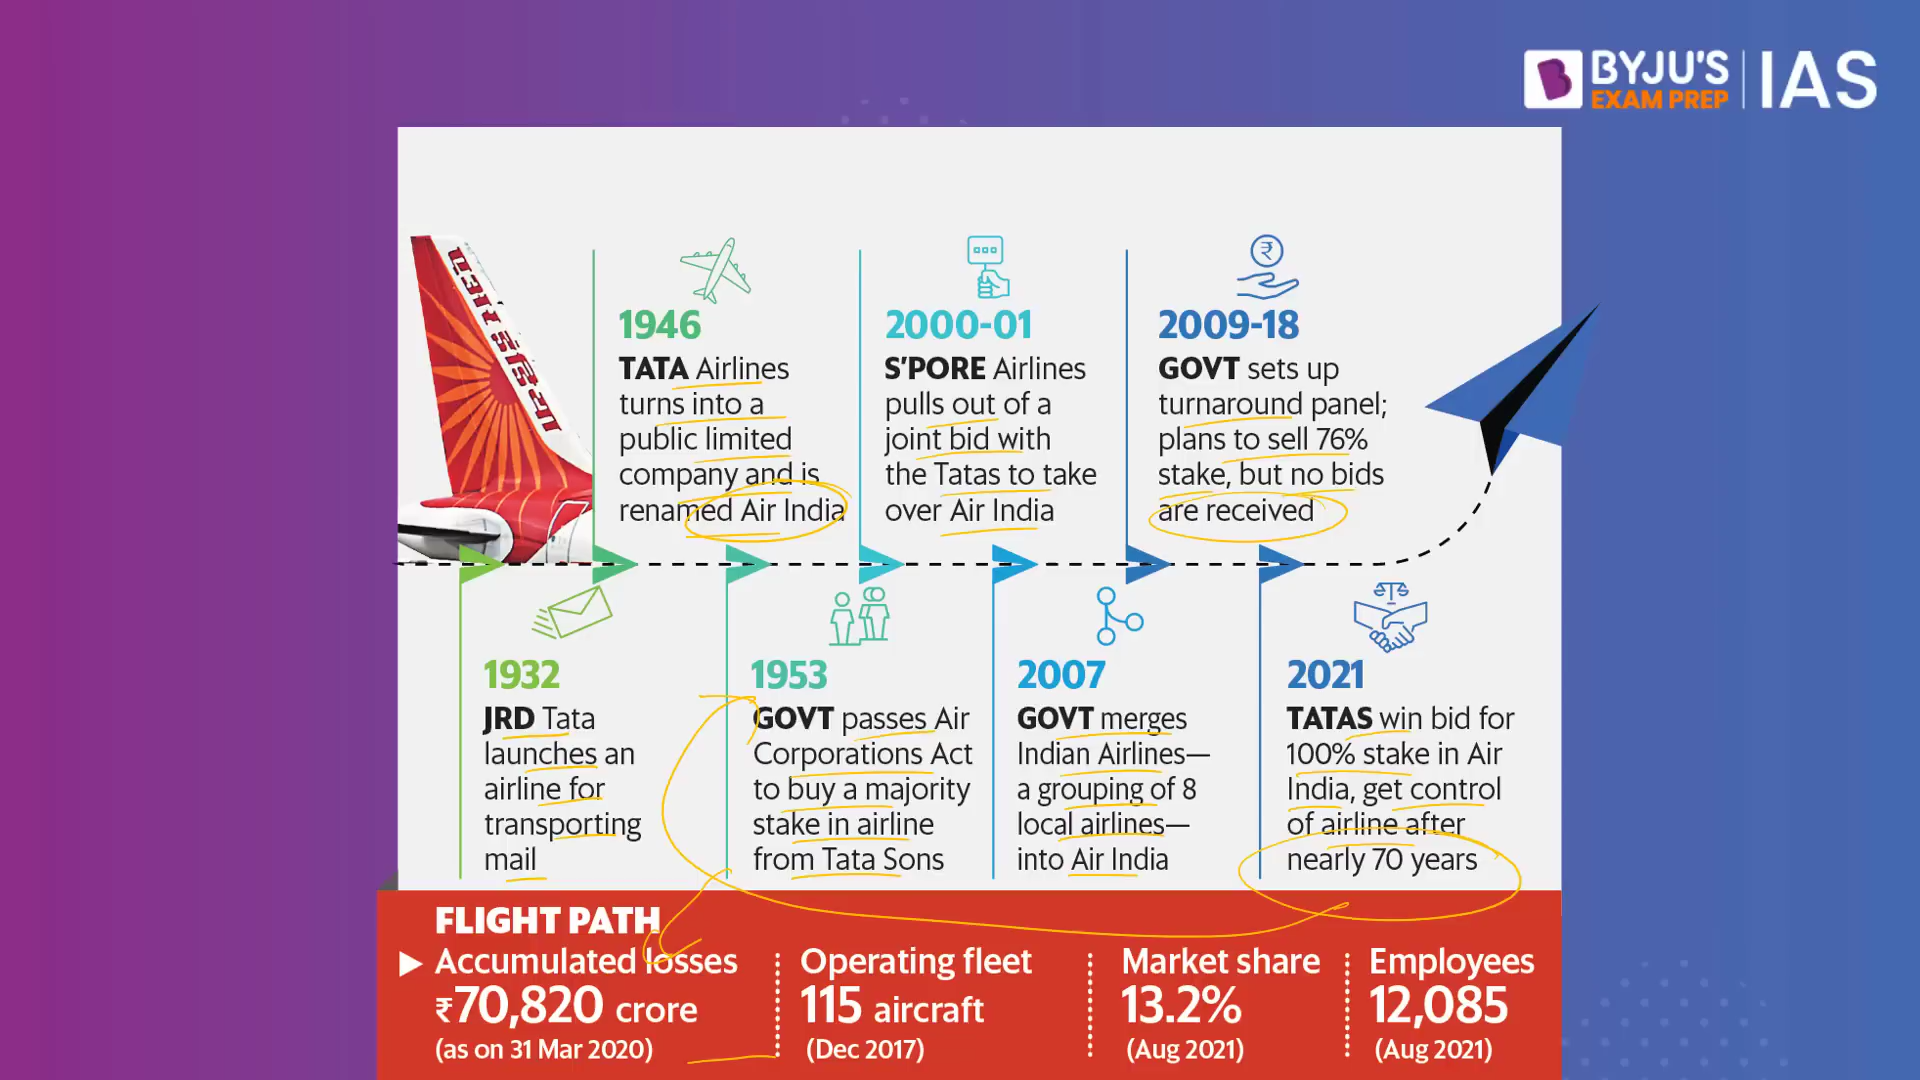 BYJU'S
EXAM PREP
IAS
AIR INDIA
1946
TATA Airlines
turns into a
public limited
company and is
renamed Air India
2000-01
S'PORE Airlines
pulls out of a
joint bid with
the Tatas to take
over Air India
2009-18
GOVT sets up
turnaround panel;
plans to sell 76%
stake, but no bids
are received
1932
JRD Tata
launches an
airline for
transporting
mail
1953
GOVT passes Air
Corporations Act
to buy a majority
stake in airline
from Tata Sons
2007
GOVT merges
Indian Airlines—
a grouping of 8
local airlines—
into Air India
2021
TATAS win bid for
100% stake in Air
India, get control
of airline after
nearly 70 years
FLIGHT PATH
Accumulated losses
₹70,820 crore
(as on 31 Mar 2020)
Operating fleet
115 aircraft
(Dec 2017)
Market share
13.2%
(Aug 2021)
Employees
12,085
(Aug 2021)